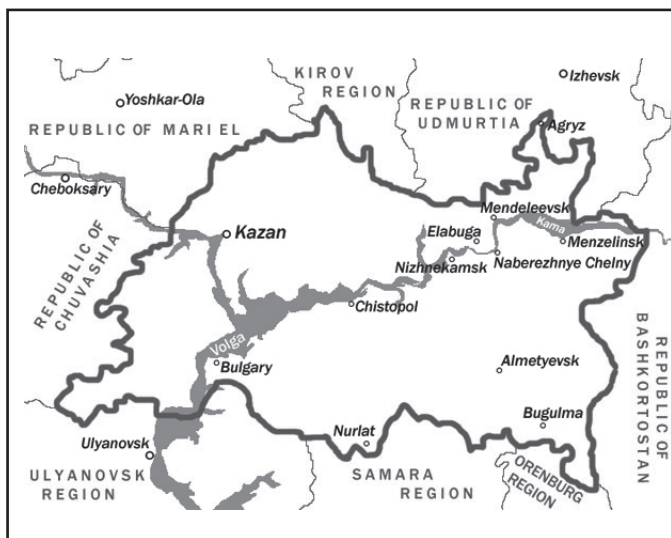 KIROV
REGION
Izhevsk
Yoshkar-Ola
REPUBLIC OF
UDMURTIA
REPUBLIC OF MARI EL
Agryz
Cheboksary
Mendeleevsk
Kama
Kazan
Elabuga
Menzelinsk
Nizhnekamsk
Naberezhnye Chelny
REPUBLIC OF
CHUVASHIA
Chistopol
Volga
Bulgary
Almetyevsk
REPUBLIC OF
BASHKORTOSTAN
Bugulma
Nurlat
Ulyanovsk
ULYANOVSK
REGION
SAMARA
REGION
ORENBURG
REGION